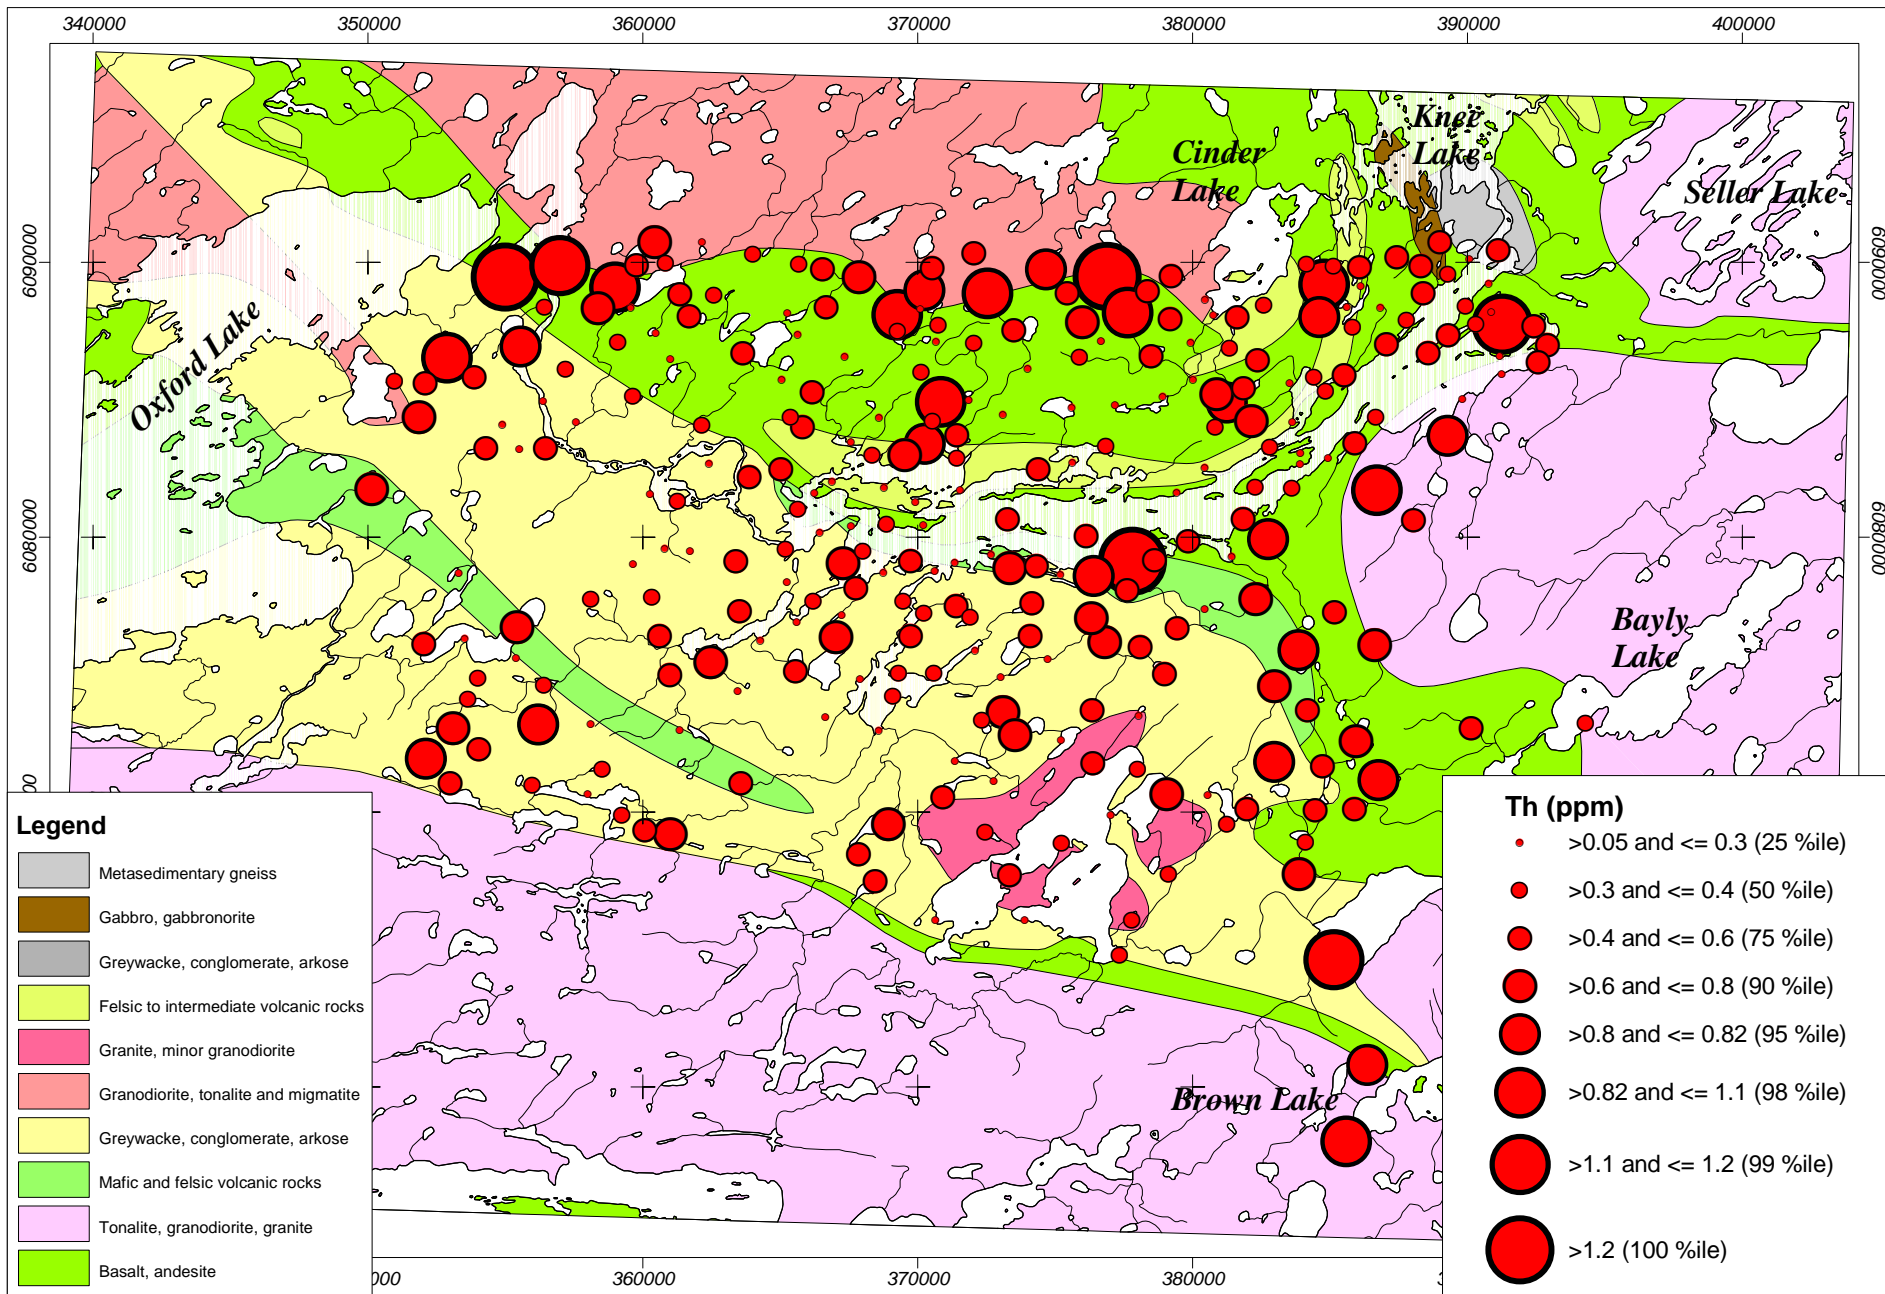 340000 350000 360000 370000 380000 390000 400000
Knee
Lake
Cinder
Lake
Seller Lake
6090000
6090000
Oxford Lake
6080000
6080000
Bayly
Lake
Brown Lake
Legend
Metasedimentary gneiss
Gabbro, gabbronorite
Greywacke, conglomerate, arkose
Felsic to intermediate volcanic rocks
Granite, minor granodiorite
Granodiorite, tonalite and migmatite
Greywacke, conglomerate, arkose
Mafic and felsic volcanic rocks
Tonalite, granodiorite, granite
Basalt, andesite
Th (ppm)
>0.05 and <= 0.3 (25 %ile)
>0.3 and <= 0.4 (50 %ile)
>0.4 and <= 0.6 (75 %ile)
>0.6 and <= 0.8 (90 %ile)
>0.8 and <= 0.82 (95 %ile)
>0.82 and <= 1.1 (98 %ile)
>1.1 and <= 1.2 (99 %ile)
>1.2 (100 %ile)
360000 370000 380000